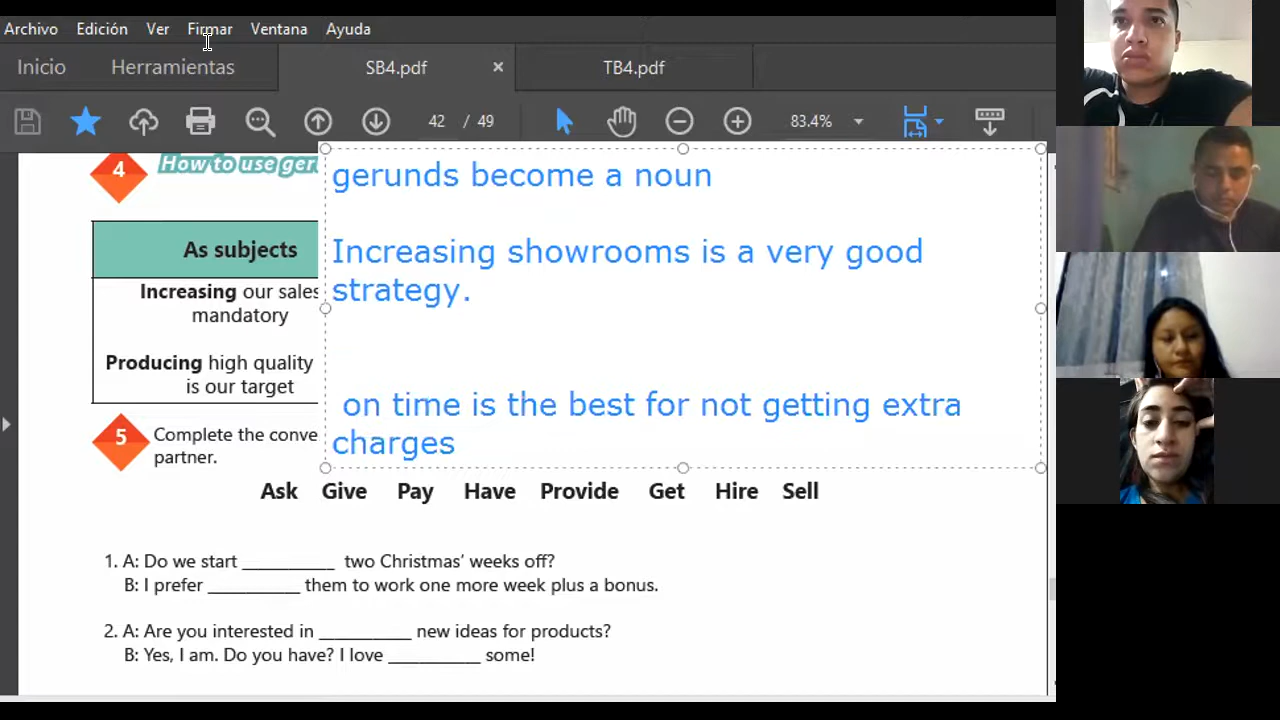 Archivo Edición Ver Firmar Ventana Ayuda
Inicio Herramientas SB4.pdf × TB4.pdf
42 / 49 83.4%
4 How to use ger
As subjects
Increasing our sales
mandatory
Producing high quality
is our target
gerunds become a noun
Increasing showrooms is a very good
strategy.
on time is the best for not getting extra
charges
5 Complete the conve
partner.
Ask Give Pay Have Provide Get Hire Sell
1. A: Do we start __________ two Christmas’ weeks off?
B: I prefer __________ them to work one more week plus a bonus.
2. A: Are you interested in __________ new ideas for products?
B: Yes, I am. Do you have? I love __________ some!